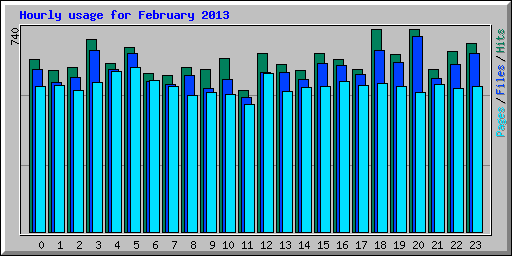 Hourly usage for February 2013
740
Pages / Files / Hits
0 1 2 3 4 5 6 7 8 9 10 11 12 13 14 15 16 17 18 19 20 21 22 23